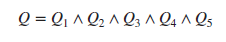 Q = Q₁ ∧ Q₂ ∧ Q₃ ∧ Q₄ ∧ Q₅